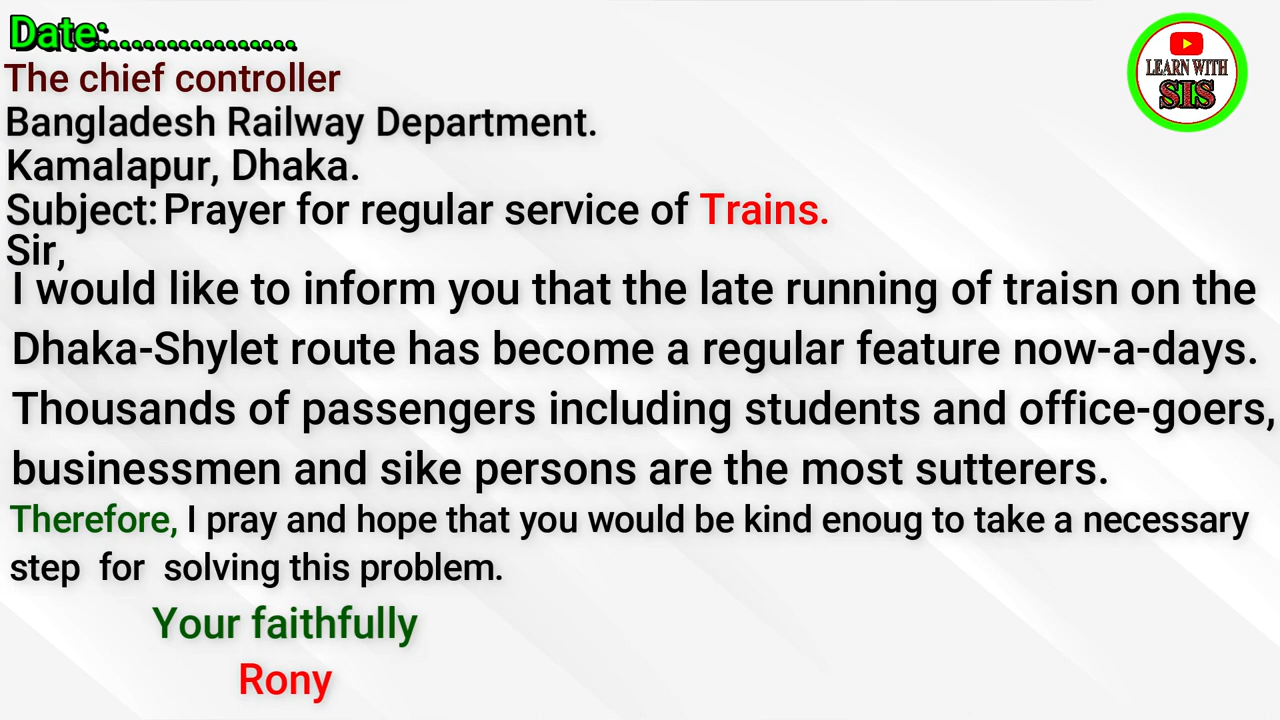 Date:.................
The chief controller
Bangladesh Railway Department.
Kamalapur, Dhaka.
Subject: Prayer for regular service of Trains.
Sir,
I would like to inform you that the late running of traisn on the
Dhaka-Shylet route has become a regular feature now-a-days.
Thousands of passengers including students and office-goers,
businessmen and sike persons are the most sutterers.
Therefore, I pray and hope that you would be kind enoug to take a necessary
step for solving this problem.
Your faithfully
Rony
LEARN WITH
SIS